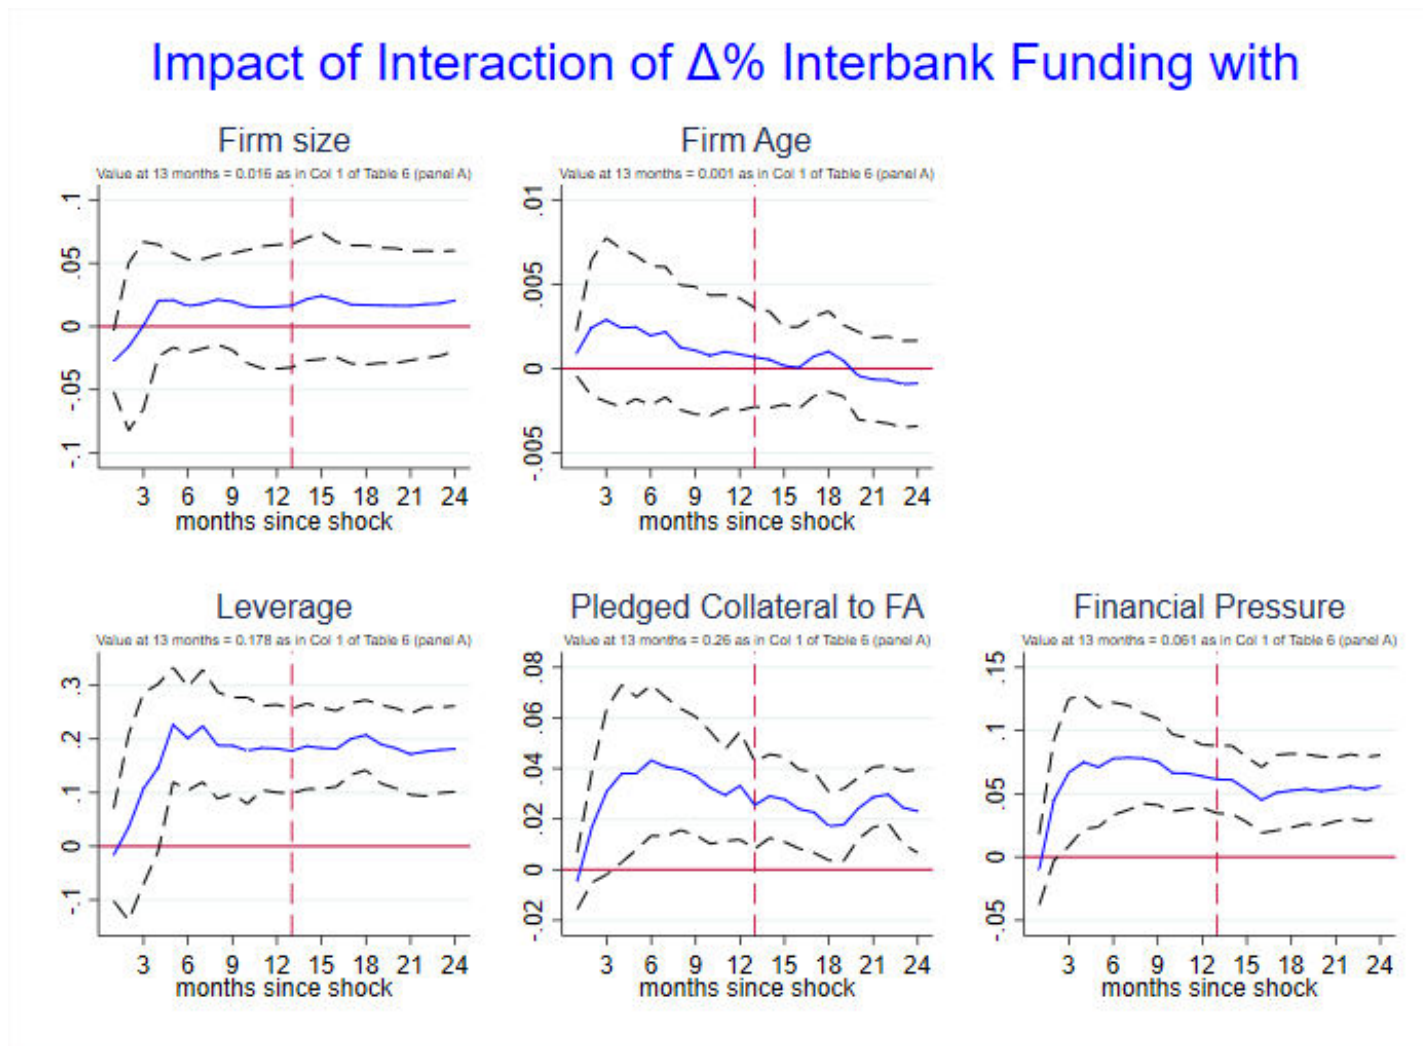 Impact of Interaction of Δ% Interbank Funding with
Firm size
Value at 13 months = 0.016 as in Col 1 of Table 6 (panel A)
.1
.05
0
-.05
-.1
3 6 9 12 15 18 21 24
months since shock
Firm Age
Value at 13 months = 0.001 as in Col 1 of Table 6 (panel A)
.01
.005
0
-.005
3 6 9 12 15 18 21 24
months since shock
Leverage
Value at 13 months = 0.178 as in Col 1 of Table 6 (panel A)
.3
.2
.1
0
-.1
3 6 9 12 15 18 21 24
months since shock
Pledged Collateral to FA
Value at 13 months = 0.26 as in Col 1 of Table 6 (panel A)
.08
.06
.04
.02
0
-.02
3 6 9 12 15 18 21 24
months since shock
Financial Pressure
Value at 13 months = 0.061 as in Col 1 of Table 6 (panel A)
.15
.1
.05
0
-.05
3 6 9 12 15 18 21 24
months since shock